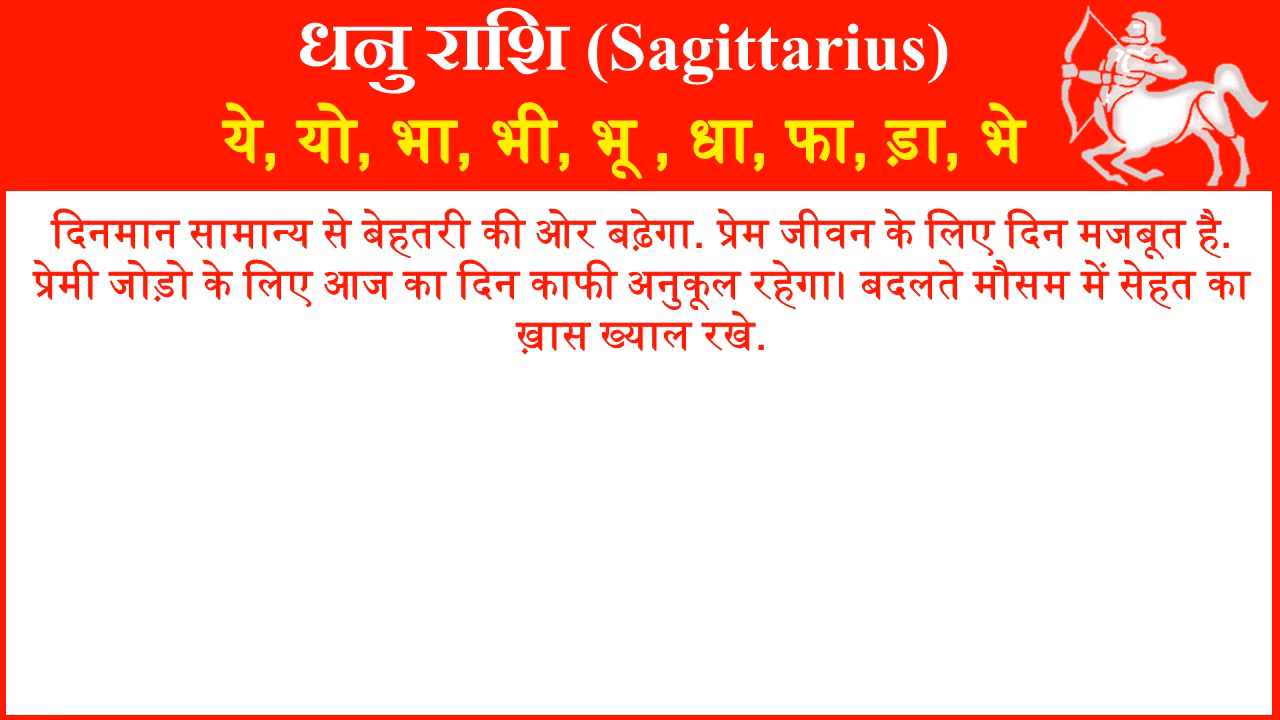 धनु राशि (Sagittarius)
ये, यो, भा, भी, भू , धा, फा, ड़ा, भे
दिनमान सामान्य से बेहतरी की ओर बढ़ेगा. प्रेम जीवन के लिए दिन मजबूत है.
प्रेमी जोड़ो के लिए आज का दिन काफी अनुकूल रहेगा। बदलते मौसम में सेहत का
ख़ास ख्याल रखे.